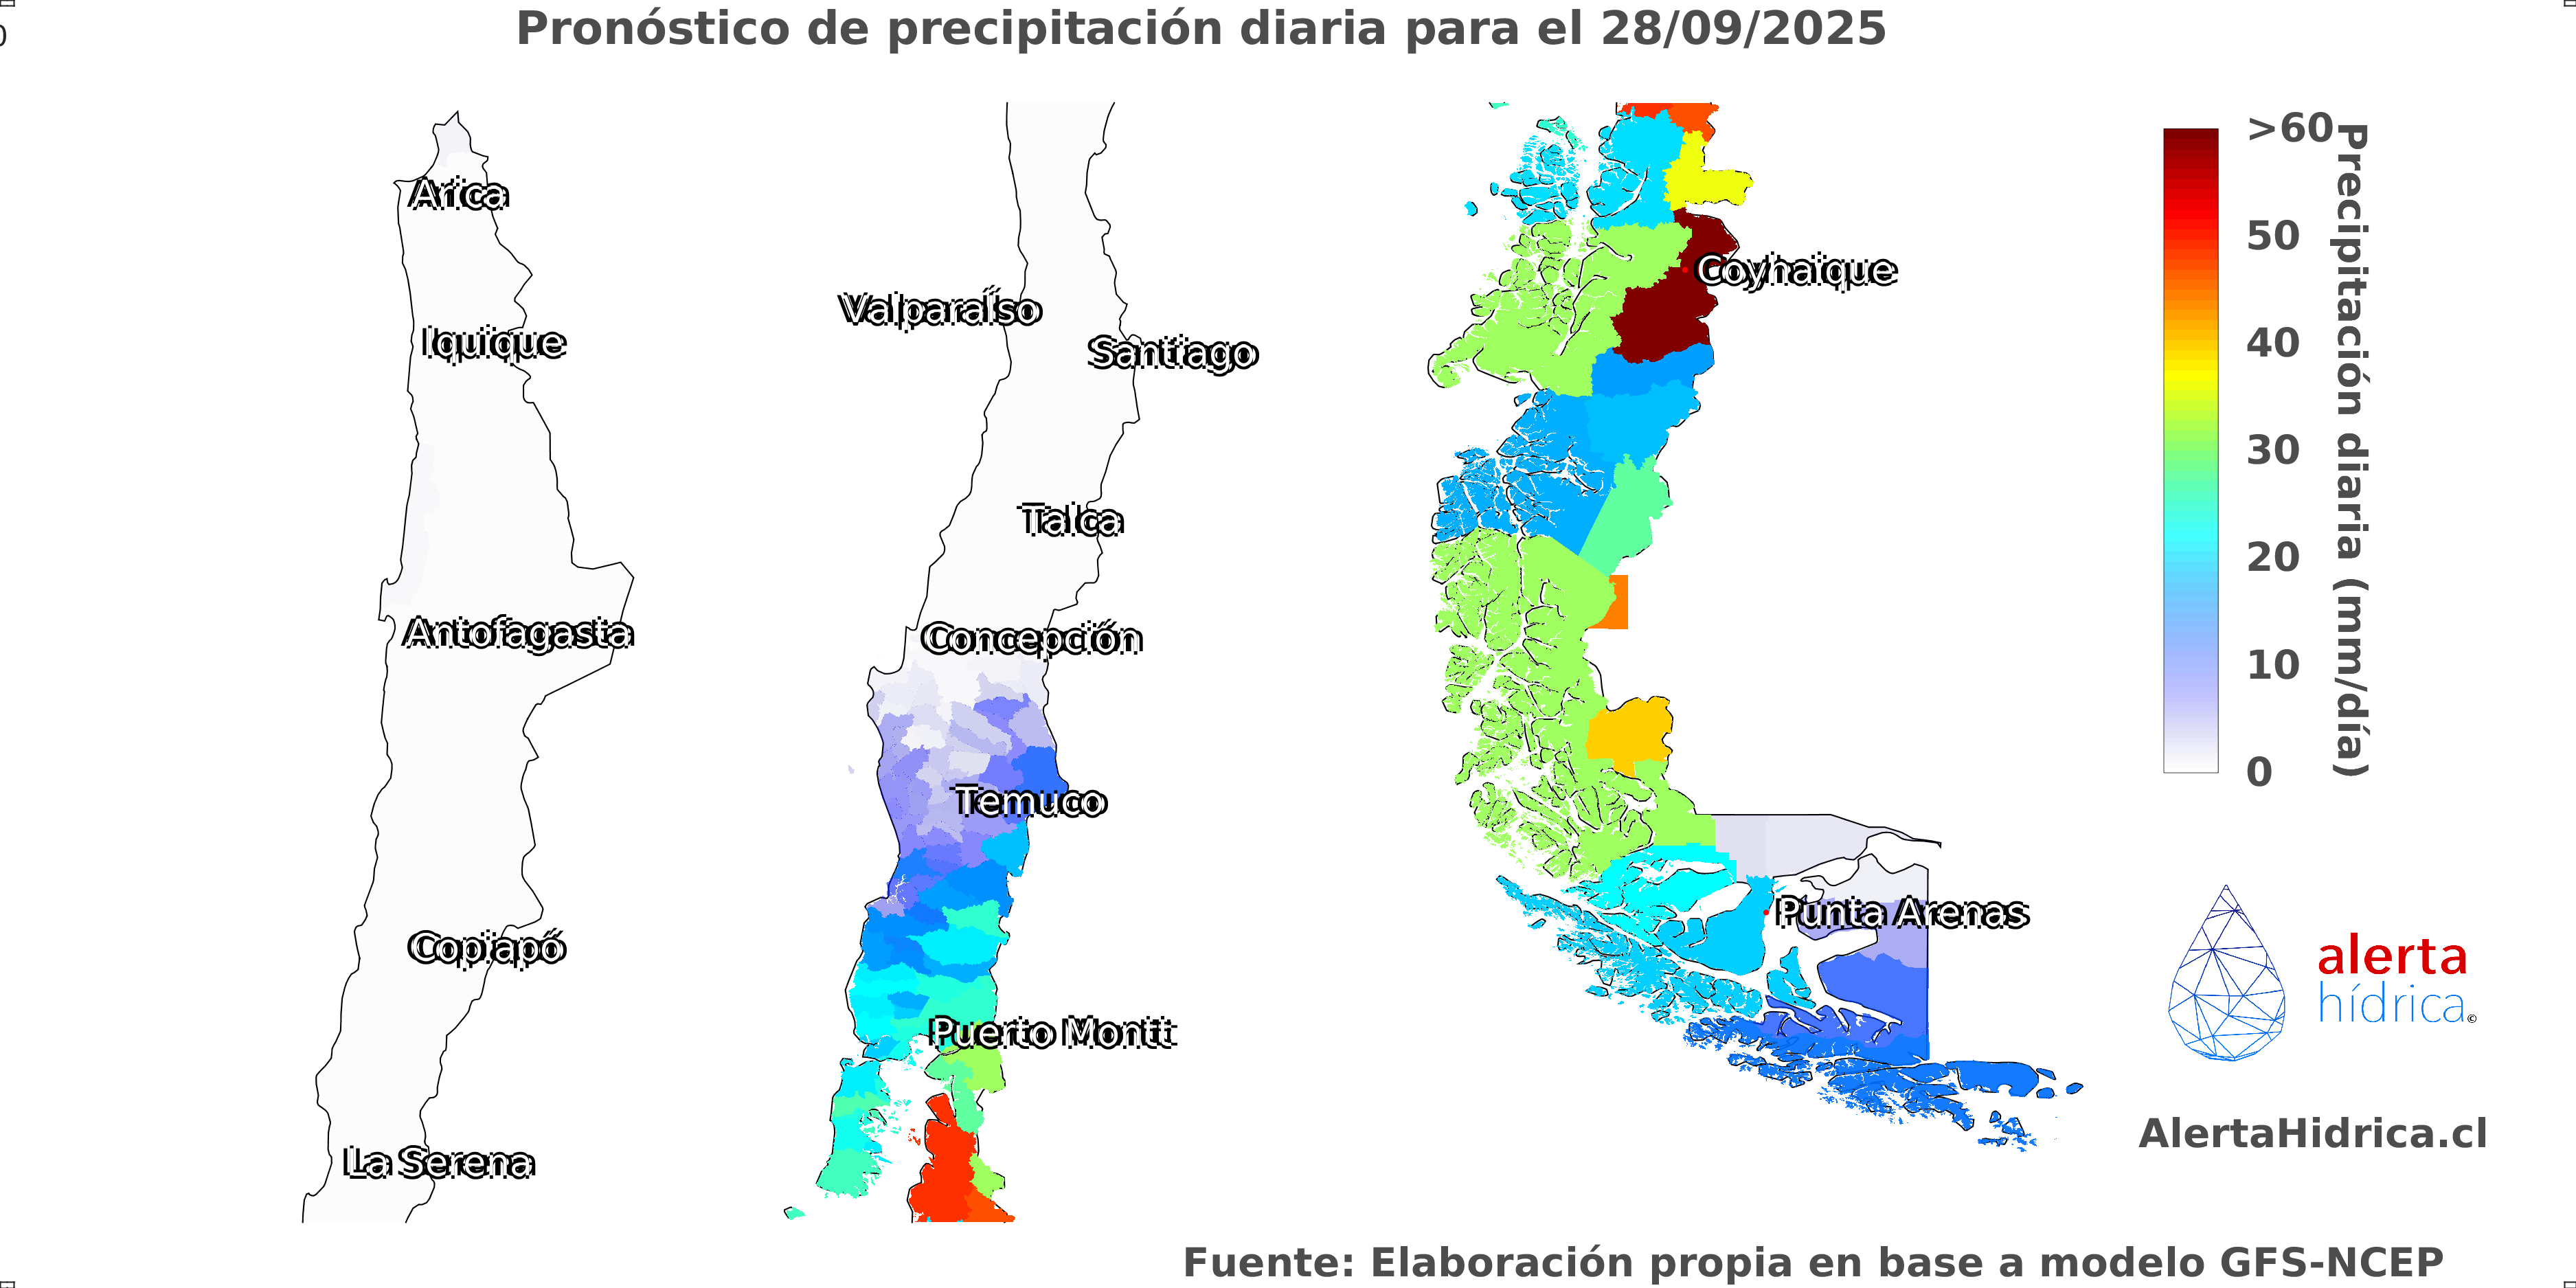 Pronóstico de precipitación diaria para el 28/09/2025
0
Arica
Iquique
Antofagasta
Copiapó
La Serena
Valparaíso
Santiago
Talca
Concepción
Temuco
Puerto Montt
Coyhaique
Punta Arenas
>60
50
40
30
20
10
0
Precipitación diaria (mm/día)
alerta
hídrica©
AlertaHidrica.cl
Fuente: Elaboración propia en base a modelo GFS-NCEP